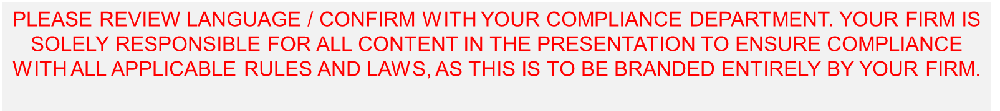 PLEASE REVIEW LANGUAGE / CONFIRM WITH YOUR COMPLIANCE DEPARTMENT. YOUR FIRM IS
SOLELY RESPONSIBLE FOR ALL CONTENT IN THE PRESENTATION TO ENSURE COMPLIANCE
WITH ALL APPLICABLE RULES AND LAWS, AS THIS IS TO BE BRANDED ENTIRELY BY YOUR FIRM.